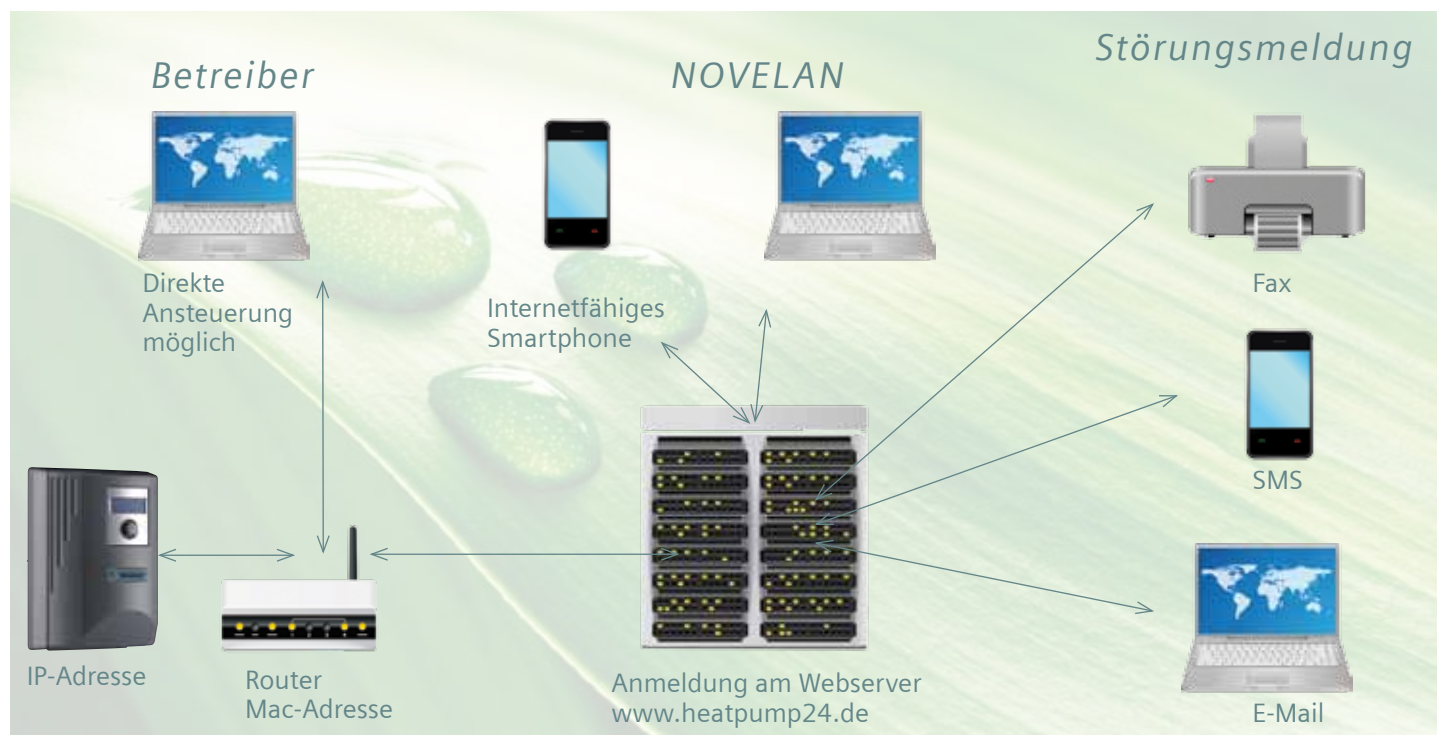 Betreiber
NOVELAN
Störungsmeldung
Direkte
Ansteuerung
möglich
Internetfähiges
Smartphone
Fax
SMS
IP-Adresse
Router
Mac-Adresse
Anmeldung am Webserver
www.heatpump24.de
E-Mail